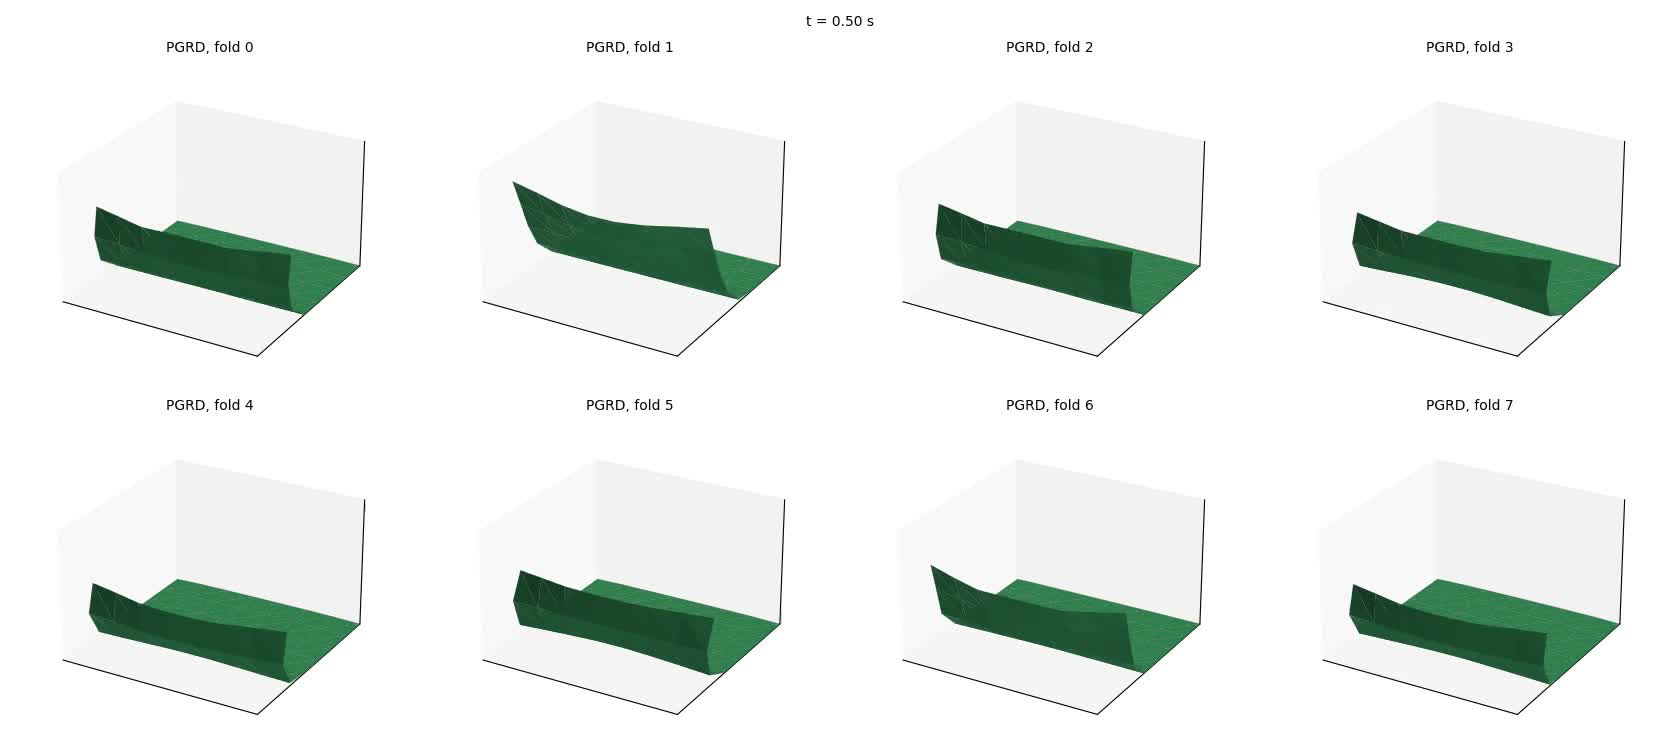 t = 0.50 s
PGRD, fold 0
PGRD, fold 1
PGRD, fold 2
PGRD, fold 3
PGRD, fold 4
PGRD, fold 5
PGRD, fold 6
PGRD, fold 7